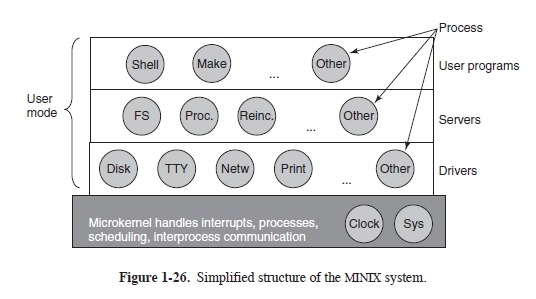 Process
Shell Make ... Other User programs
User
mode
FS Proc. Reinc. ... Other Servers
Disk TTY Netw Print ... Other Drivers
Microkernel handles interrupts, processes,
scheduling, interprocess communication
Clock Sys
Figure 1-26. Simplified structure of the MINIX system.